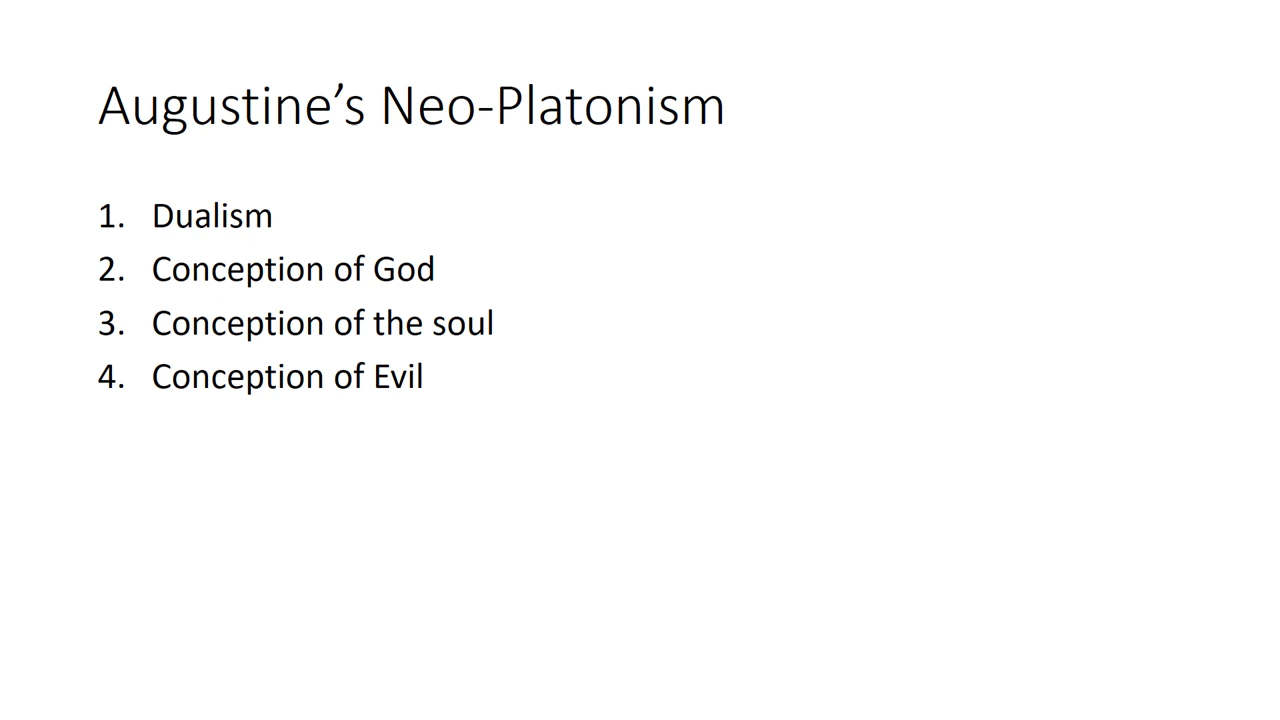 Augustine’s Neo-Platonism
1. Dualism
2. Conception of God
3. Conception of the soul
4. Conception of Evil